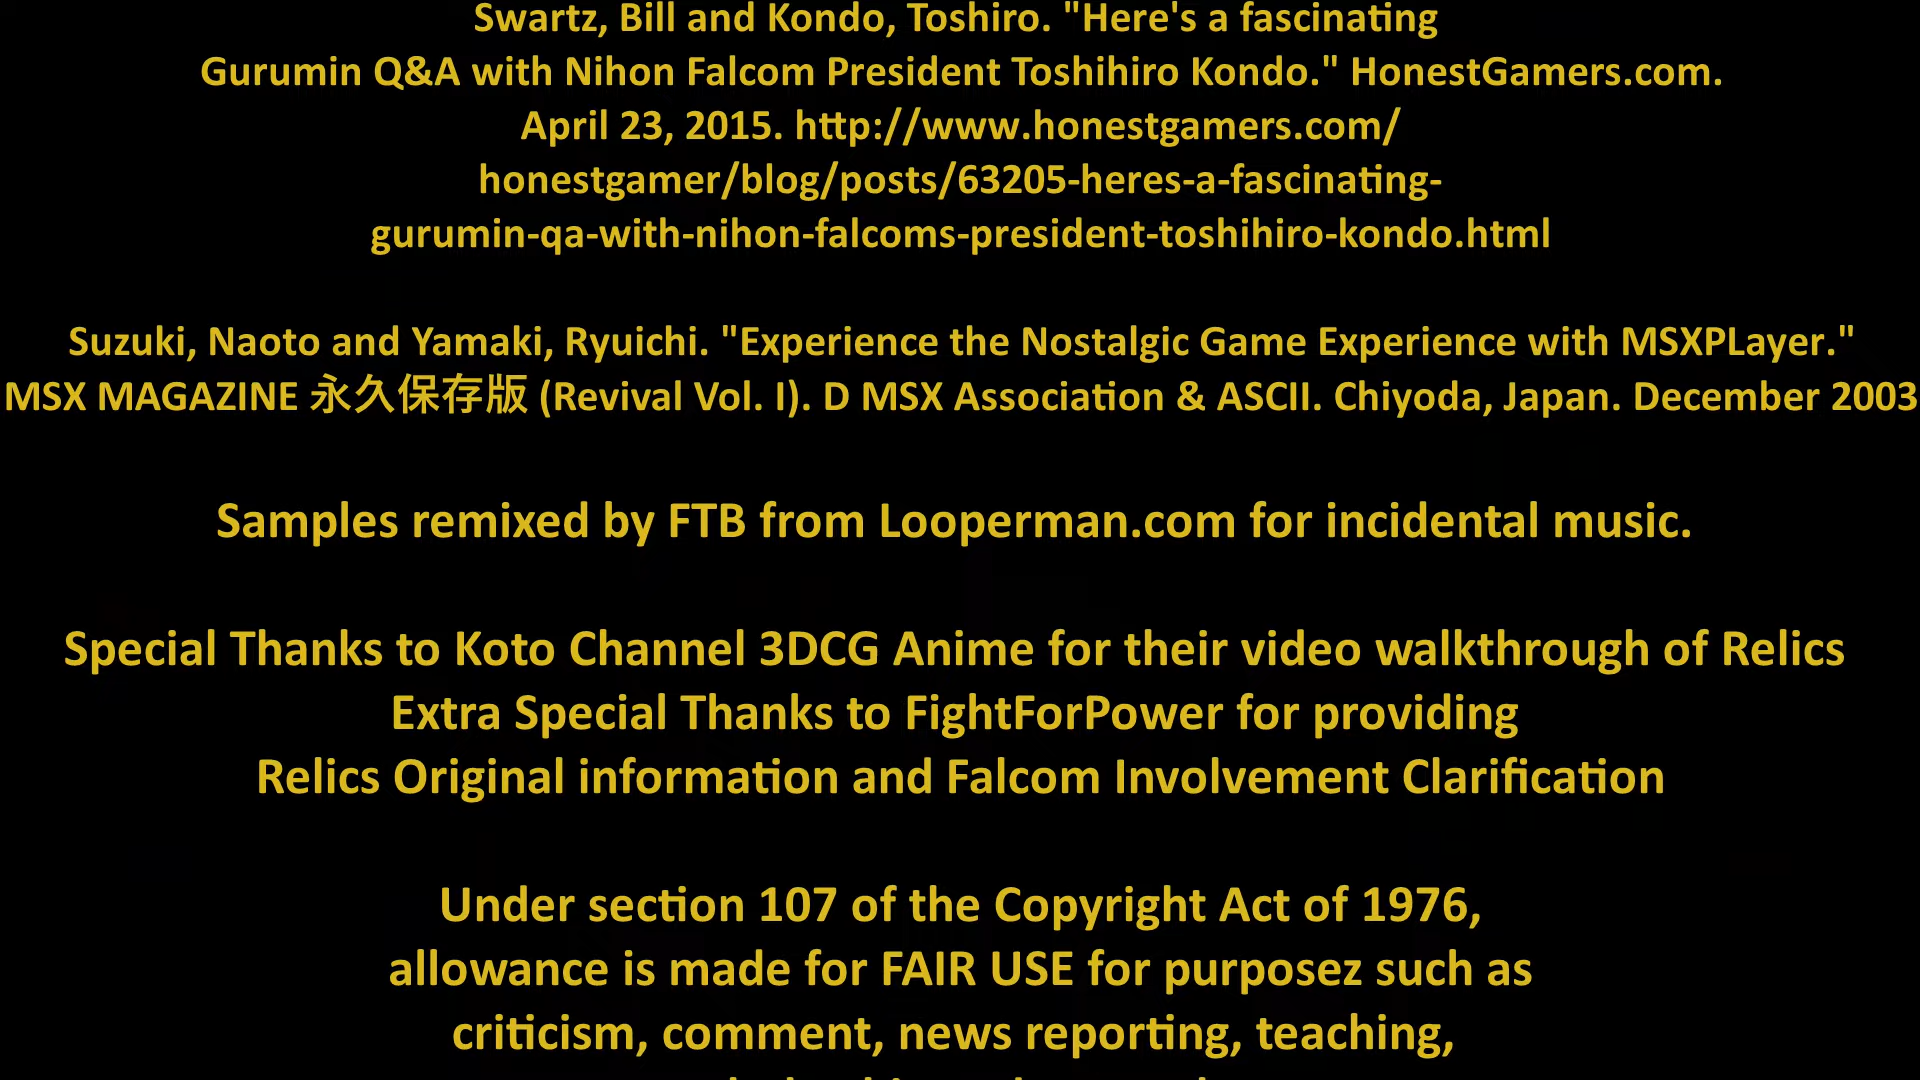 Swartz, Bill and Kondo, Toshiro. "Here's a fascinating
Gurumin Q&A with Nihon Falcom President Toshihiro Kondo." HonestGamers.com.
April 23, 2015. http://www.honestgamers.com/
honestgamer/blog/posts/63205-heres-a-fascinating-
gurumin-qa-with-nihon-falcoms-president-toshihiro-kondo.html
Suzuki, Naoto and Yamaki, Ryuichi. "Experience the Nostalgic Game Experience with MSXPLayer."
MSX MAGAZINE 永久保存版 (Revival Vol. I). D MSX Association & ASCII. Chiyoda, Japan. December 2003
Samples remixed by FTB from Looperman.com for incidental music.
Special Thanks to Koto Channel 3DCG Anime for their video walkthrough of Relics
Extra Special Thanks to FightForPower for providing
Relics Original information and Falcom Involvement Clarification
Under section 107 of the Copyright Act of 1976,
allowance is made for FAIR USE for purposez such as
criticism, comment, news reporting, teaching,